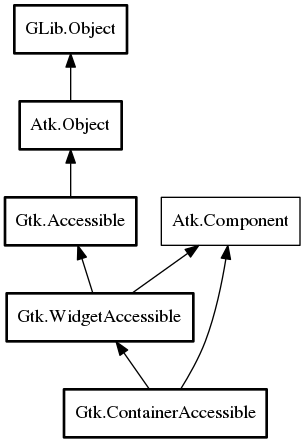 GLib.Object
Atk.Object
Gtk.Accessible
Atk.Component
Gtk.WidgetAccessible
Gtk.ContainerAccessible